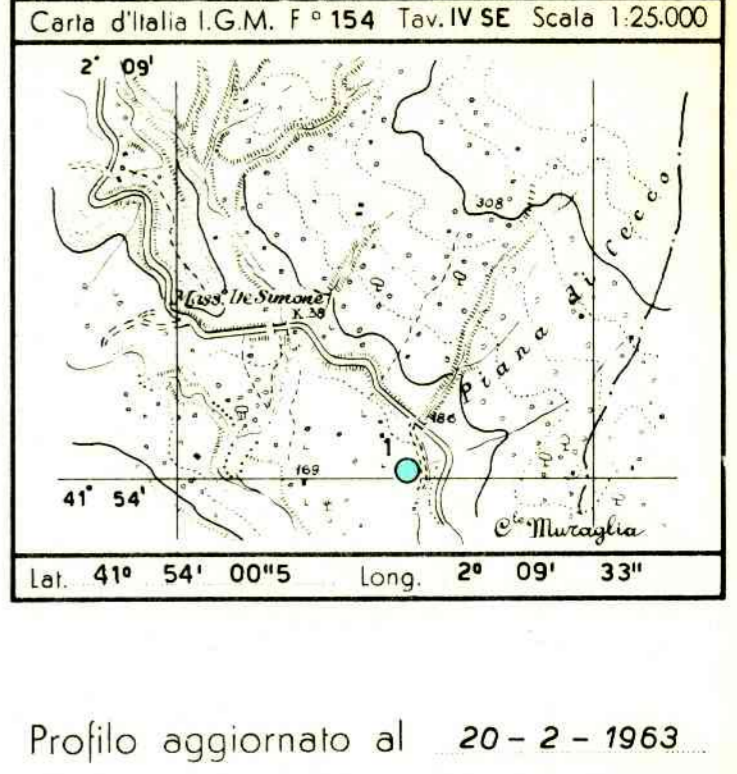 Carta d'Italia I.G.M. F° 154 Tav. IV SE Scala 1:25.000
2° 09'
308
Piana di Cecco
Mass. De Simone
K. 38
186
1
169
41° 54'
C.le Muraglia
Lat. 41° 54' 00"5 Long. 2° 09' 33"
Profilo aggiornato al 20 - 2 - 1963